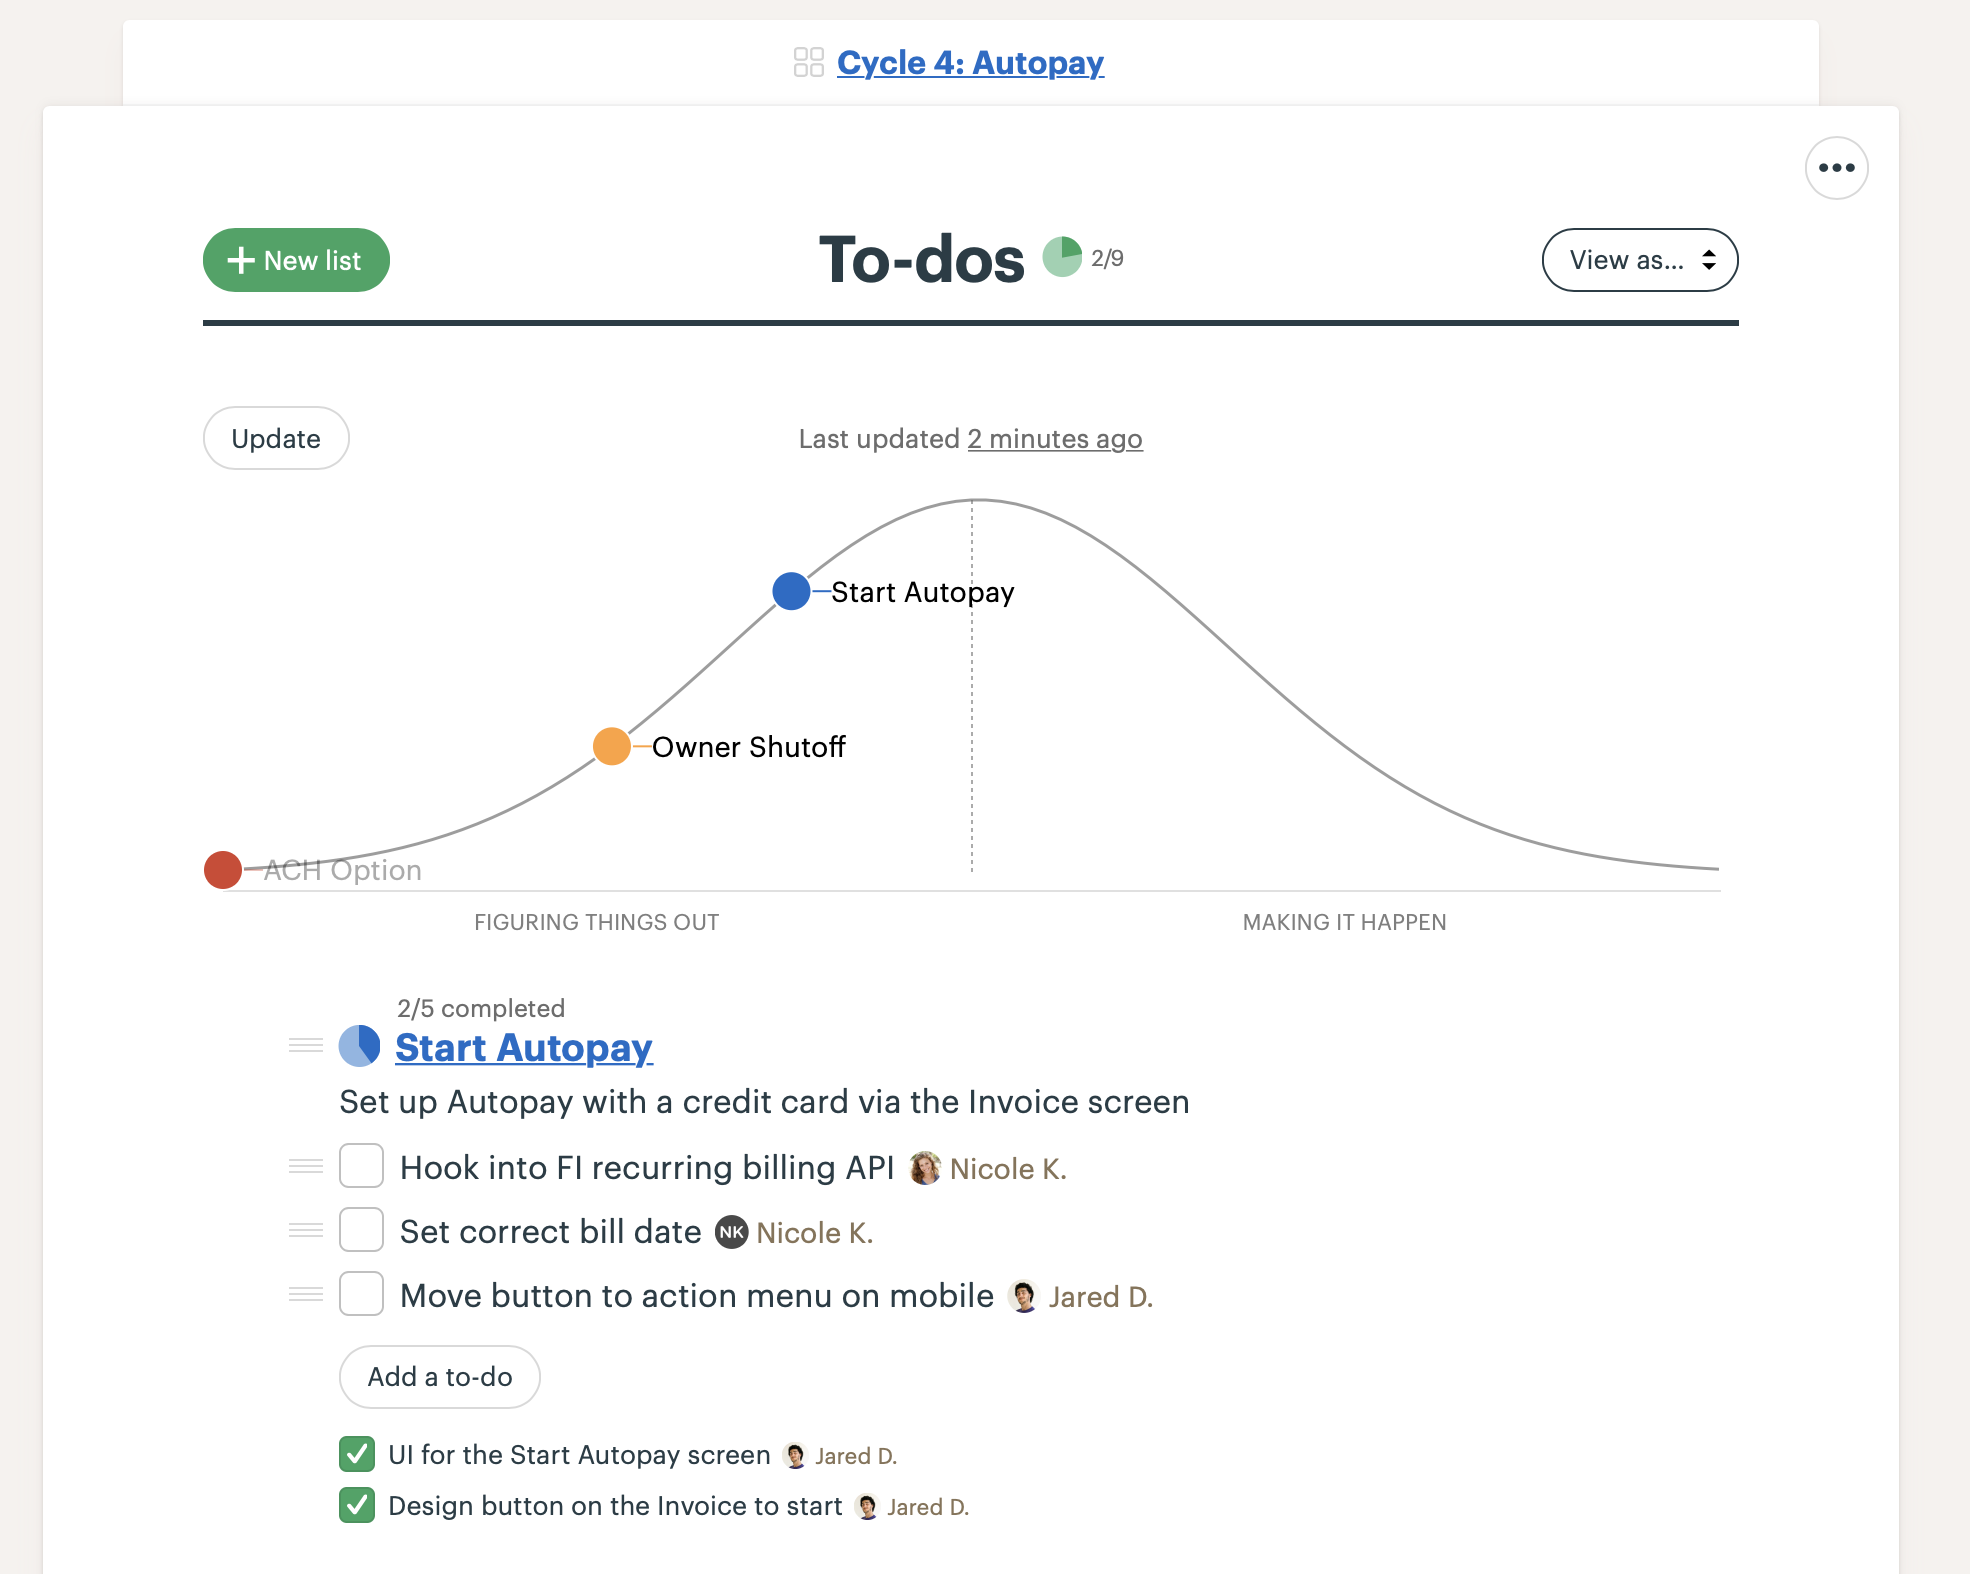 Cycle 4: Autopay
New list
To-dos
2/9
View as...
Update
Last updated 2 minutes ago
Start Autopay
Owner Shutoff
ACH Option
FIGURING THINGS OUT
MAKING IT HAPPEN
2/5 completed
Start Autopay
Set up Autopay with a credit card via the Invoice screen
Hook into FI recurring billing API Nicole K.
Set correct bill date NK Nicole K.
Move button to action menu on mobile Jared D.
Add a to-do
UI for the Start Autopay screen Jared D.
Design button on the Invoice to start Jared D.